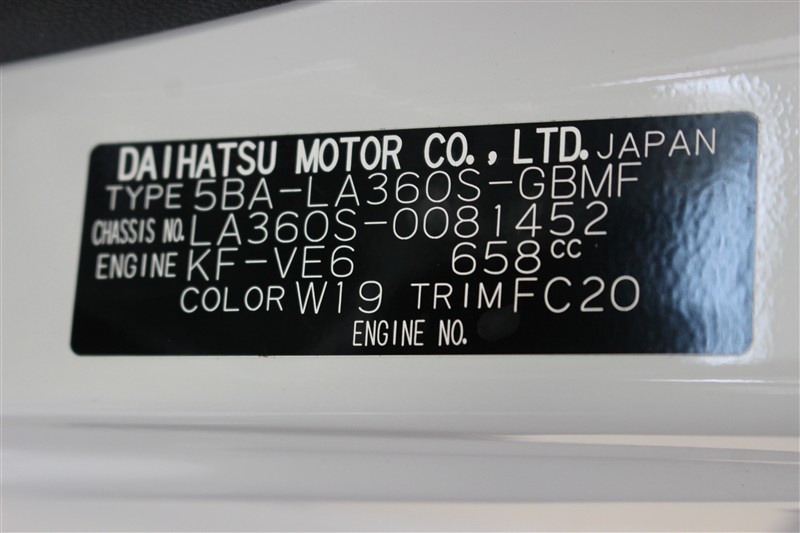 DAIHATSU MOTOR CO., LTD. JAPAN
TYPE 5BA-LA360S-GBMF
CHASSIS NO. LA360S-0081452
ENGINE KF-VE6 658cc
COLOR W19 TRIM FC20
ENGINE NO.